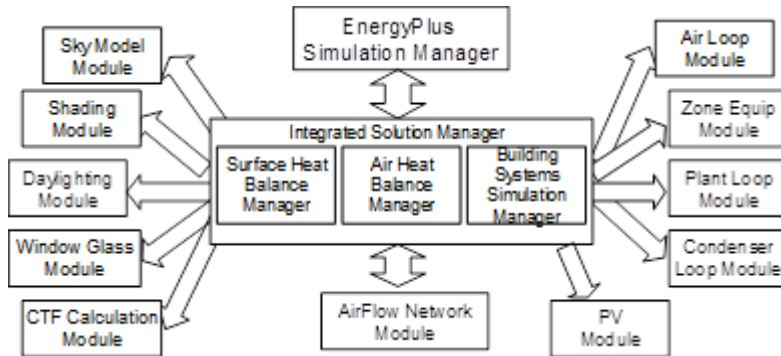 EnergyPlus
Simulation Manager
Sky Model
Module
Shading
Module
Daylighting
Module
Window Glass
Module
CTF Calculation
Module
Integrated Solution Manager
Surface Heat
Balance
Manager
Air Heat
Balance
Manager
Building
Systems
Simulation
Manager
AirFlow Network
Module
Air Loop
Module
Zone Equip
Module
Plant Loop
Module
Condenser
Loop Module
PV
Module